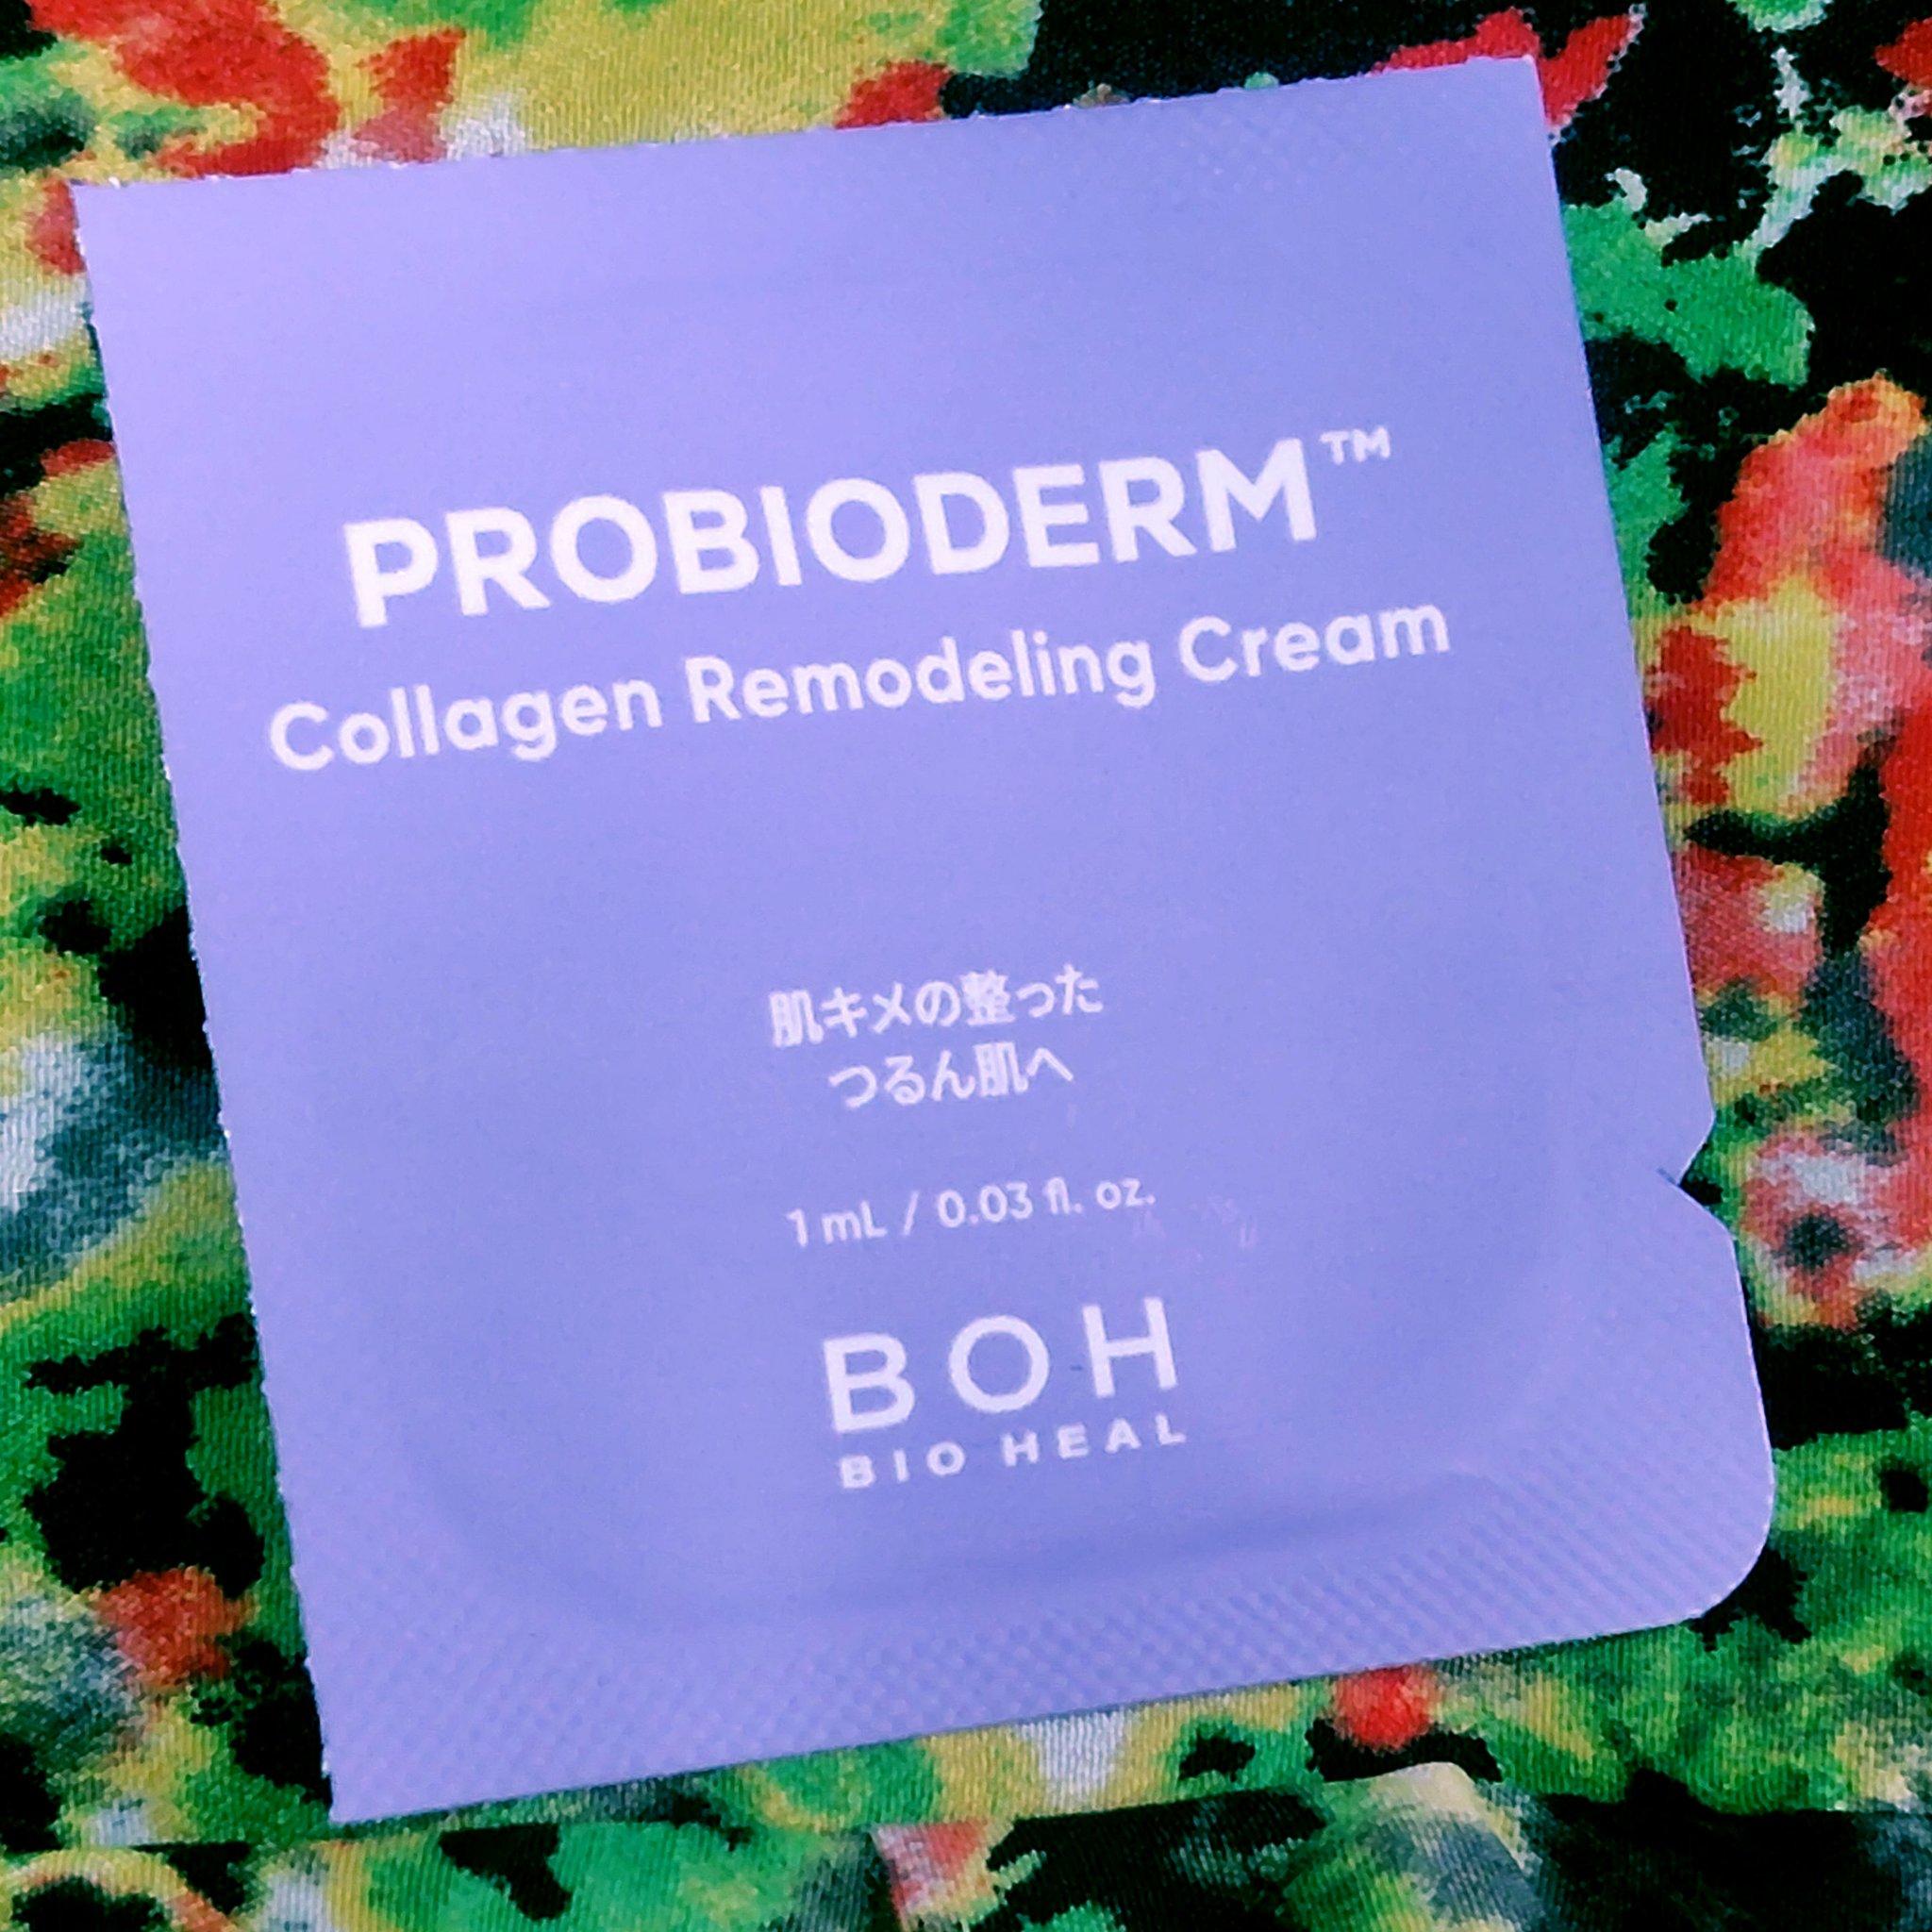 PROBIODERM™
Collagen Remodeling Cream
肌キメの整った
つるん肌へ
1 mL / 0.03 fl. oz.
BOH
BIO HEAL